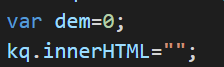 var dem=0;
kq.innerHTML="";